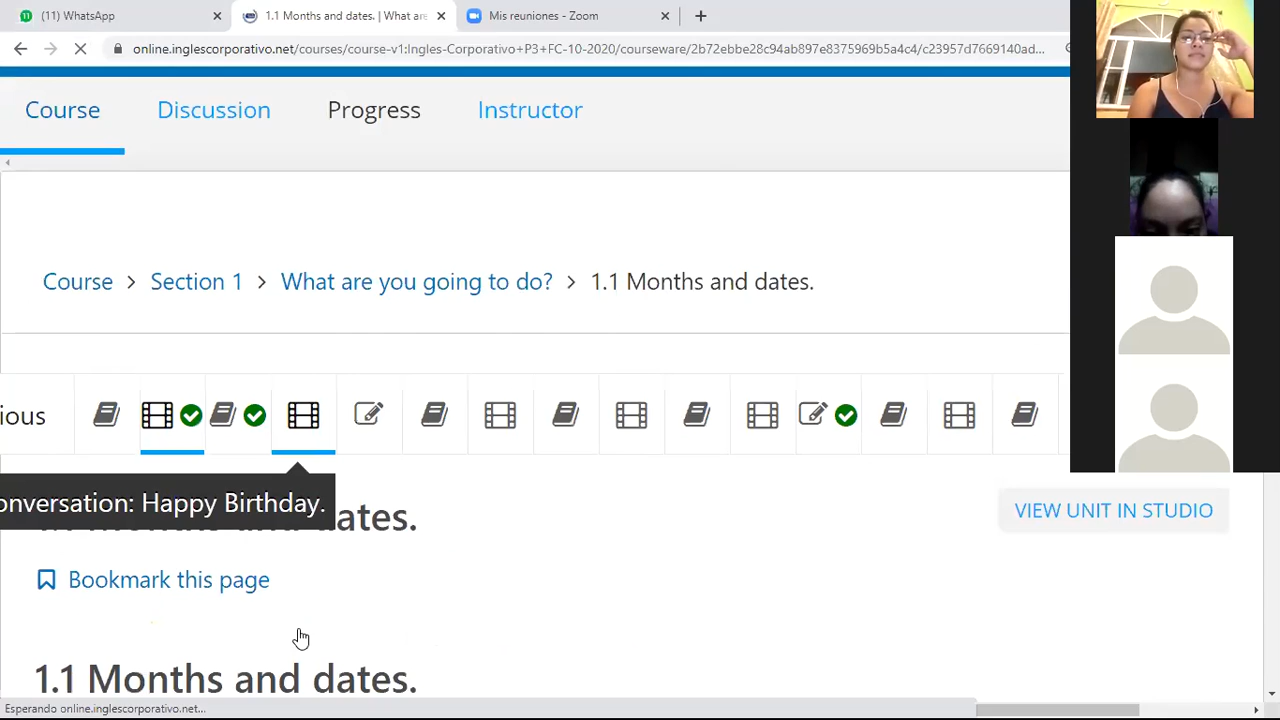 (11) WhatsApp
1.1 Months and dates. | What are
Mis reuniones - Zoom
online.inglescorporativo.net/courses/course-v1:Ingles-Corporativo+P3+FC-10-2020/courseware/2b72ebbe28c94ab897e8375969b5a4c4/c23957d7669140ad...
Course
Discussion
Progress
Instructor
Course > Section 1 > What are you going to do? > 1.1 Months and dates.
ious
onversation: Happy Birthday.
dates.
VIEW UNIT IN STUDIO
Bookmark this page
1.1 Months and dates.
Esperando online.inglescorporativo.net...